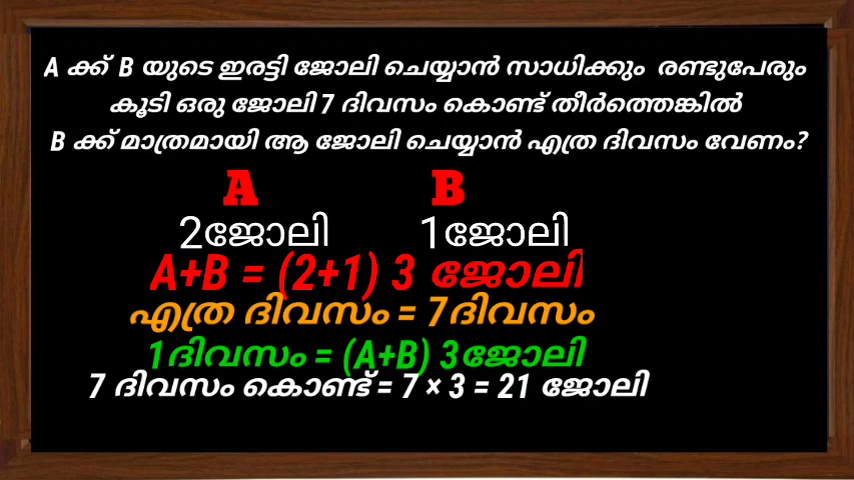 A ക്ക് B യുടെ ഇരട്ടി ജോലി ചെയ്യാൻ സാധിക്കും രണ്ടുപേരും
കൂടി ഒരു ജോലി 7 ദിവസം കൊണ്ട് തീർത്തെങ്കിൽ
B ക്ക് മാത്രമായി ആ ജോലി ചെയ്യാൻ എത്ര ദിവസം വേണം?
A B
2ജോലി 1ജോലി
A+B = (2+1) 3 ജോലി
എത്ര ദിവസം = 7ദിവസം
1ദിവസം = (A+B) 3ജോലി
7 ദിവസം കൊണ്ട് = 7 × 3 = 21 ജോലി